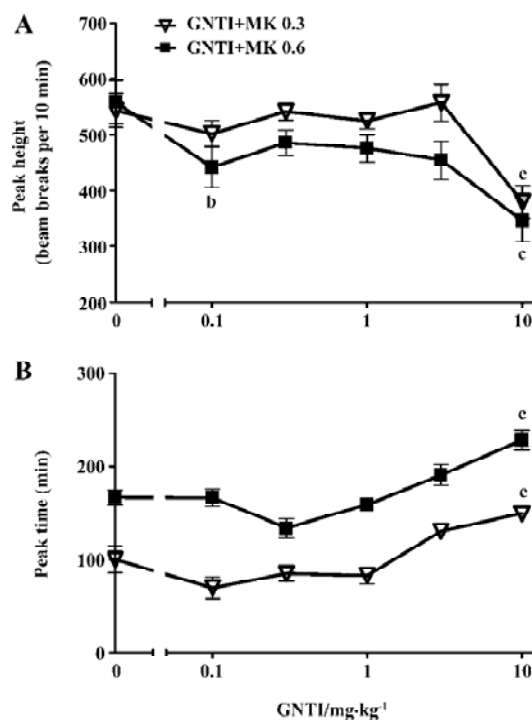 A
GNTI+MK 0.3
GNTI+MK 0.6
Peak height
(beam breaks per 10 min)
700
600
500
400
300
200
b
c
c
0
0.1
1
10
B
Peak time (min)
300
200
100
0
c
c
0
0.1
1
10
GNTI/mg·kg⁻¹